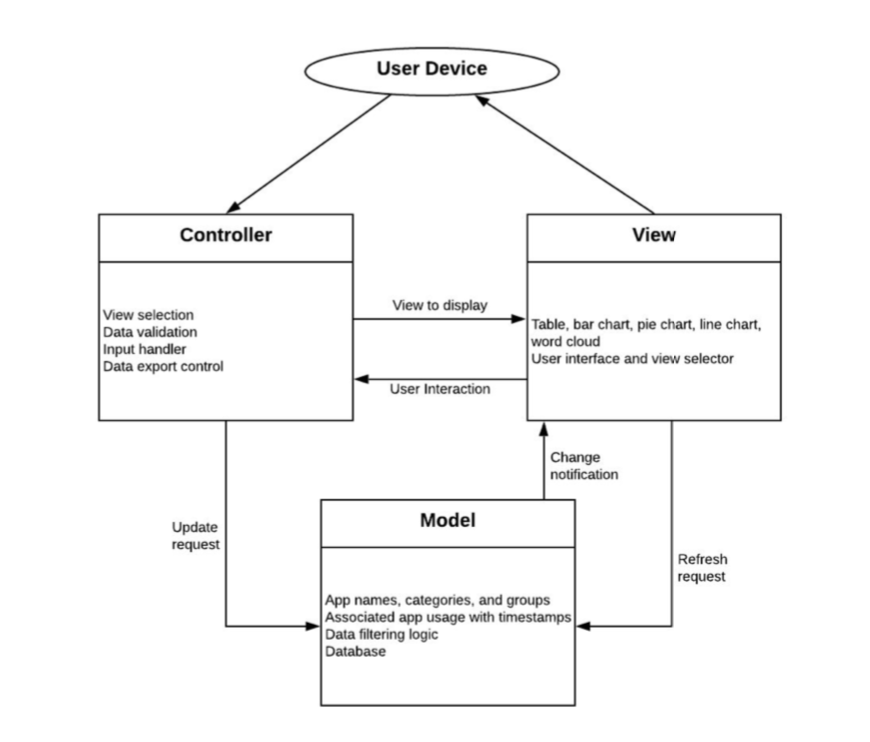 User Device
Controller
View selection
Data validation
Input handler
Data export control
View to display
User Interaction
View
Table, bar chart, pie chart, line chart,
word cloud
User interface and view selector
Change
notification
Update
request
Refresh
request
Model
App names, categories, and groups
Associated app usage with timestamps
Data filtering logic
Database